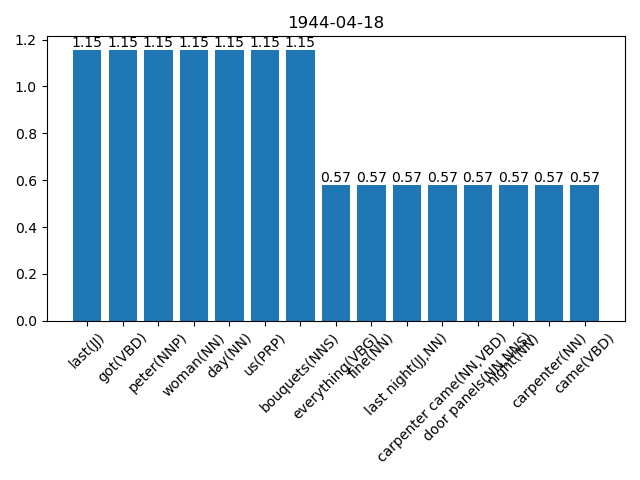 1944-04-18
1.15 1.15 1.15 1.15 1.15 1.15 1.15
0.57 0.57 0.57 0.57 0.57 0.57 0.57 0.57
1.2
1.0
0.8
0.6
0.4
0.2
0.0
last(JJ)
got(VBD)
peter(NNP)
woman(NN)
day(NN)
us(PRP)
bouquets(NNS)
everything(VBG)
fine(NN)
last night(JJ,NN)
carpenter came(NN,VBD)
door panels(NN,NNS)
night(NN)
carpenter(NN)
came(VBD)